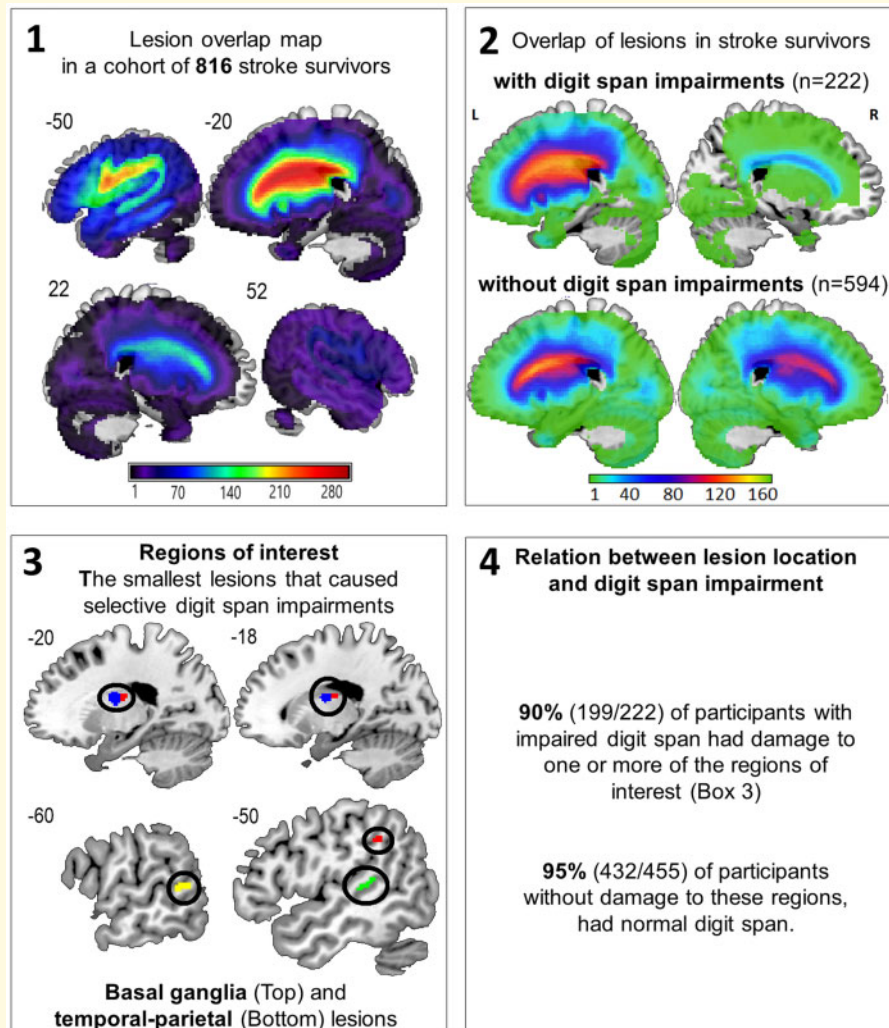 1
Lesion overlap map
in a cohort of 816 stroke survivors
-50
-20
22
52
1 70 140 210 280
2
Overlap of lesions in stroke survivors
with digit span impairments (n=222)
L
R
without digit span impairments (n=594)
1 40 80 120 160
3
Regions of interest
The smallest lesions that caused
selective digit span impairments
-20
-18
-60
-50
Basal ganglia (Top) and
temporal-parietal (Bottom) lesions
4
Relation between lesion location
and digit span impairment
90% (199/222) of participants with
impaired digit span had damage to
one or more of the regions of
interest (Box 3)
95% (432/455) of participants
without damage to these regions,
had normal digit span.